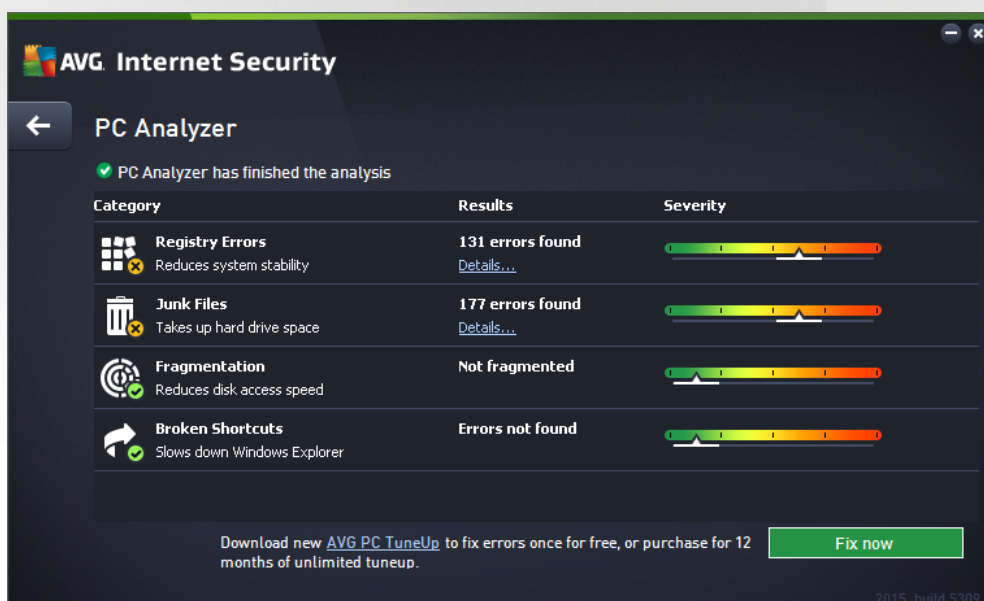 AVG. Internet Security
PC Analyzer
PC Analyzer has finished the analysis
Category Results Severity
Registry Errors 131 errors found
Reduces system stability Details...
Junk Files 177 errors found
Takes up hard drive space Details...
Fragmentation Not fragmented
Reduces disk access speed
Broken Shortcuts Errors not found
Slows down Windows Explorer
Download new AVG PC TuneUp to fix errors once for free, or purchase for 12
months of unlimited tuneup.
Fix now
2015, build 5309